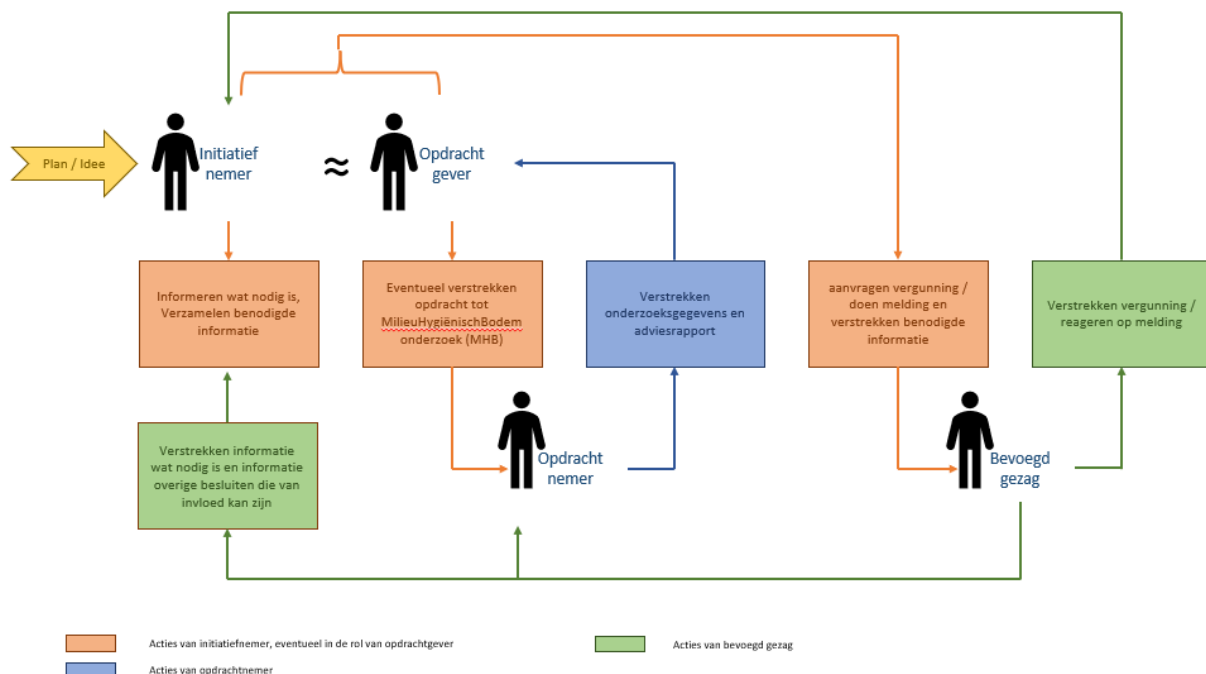 Plan / Idee
Initiatief
nemer
≈
Opdracht
gever
Informeren wat nodig is,
Verzamelen benodigde
informatie
Eventueel verstrekken
opdracht tot
MilieuHygiënischBodem
onderzoek (MHB)
Verstrekken
onderzoeksgegevens en
adviesrapport
aanvragen vergunning /
doen melding en
verstrekken benodigde
informatie
Verstrekken vergunning /
reageren op melding
Verstrekken informatie
wat nodig is en informatie
overige besluiten die van
invloed kan zijn
Opdracht
nemer
Bevoegd
gezag
Acties van initiatiefnemer, eventueel in de rol van opdrachtgever
Acties van bevoegd gezag
Acties van opdrachtnemer